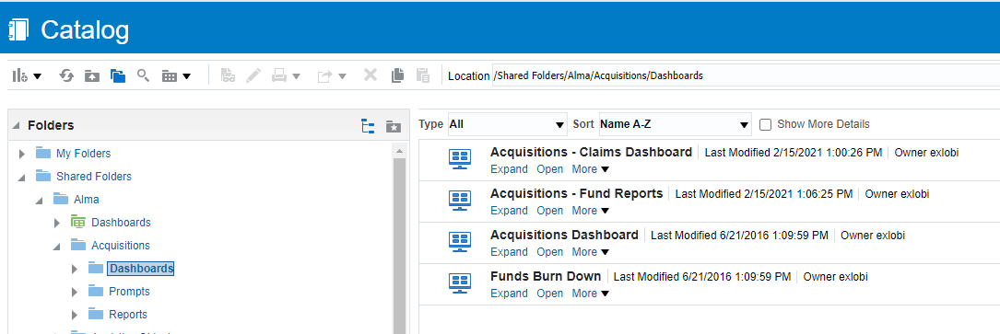 Catalog
Location /Shared Folders/Alma/Acquisitions/Dashboards
Folders
My Folders
Shared Folders
Alma
Dashboards
Acquisitions
Dashboards
Prompts
Reports
Type All Sort Name A-Z Show More Details
Acquisitions - Claims Dashboard Last Modified 2/15/2021 1:00:26 PM Owner exlobi
Expand Open More
Acquisitions - Fund Reports Last Modified 2/15/2021 1:06:25 PM Owner exlobi
Expand Open More
Acquisitions Dashboard Last Modified 6/21/2016 1:09:59 PM Owner exlobi
Expand Open More
Funds Burn Down Last Modified 6/21/2016 1:09:59 PM Owner exlobi
Expand Open More